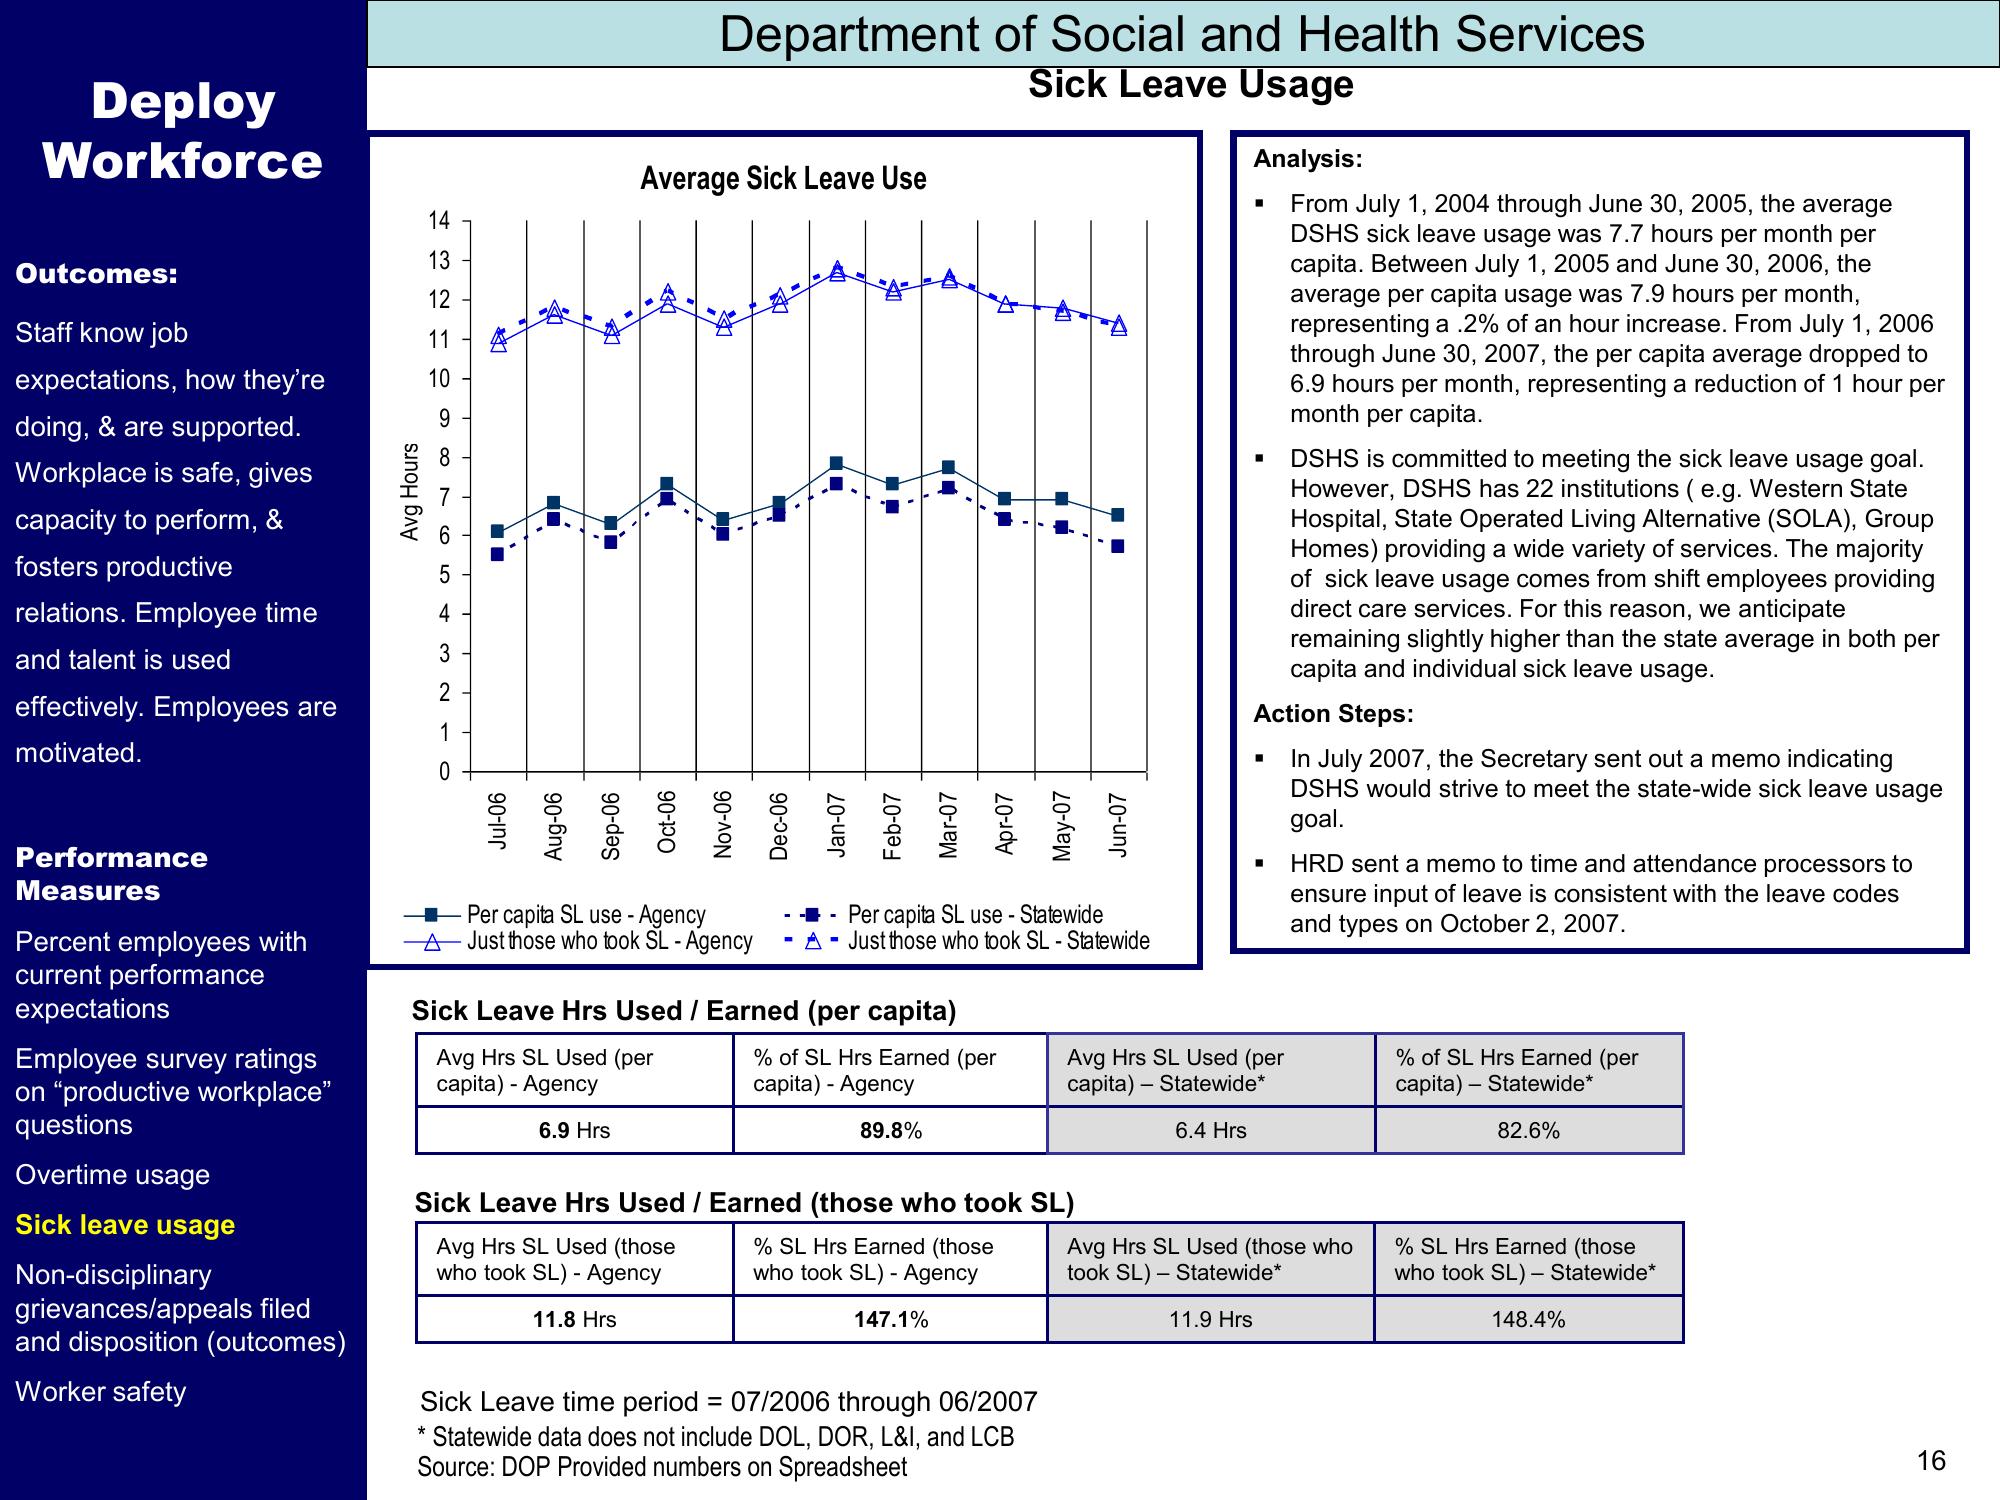 Department of Social and Health Services
Sick Leave Usage
Deploy
Workforce
Outcomes:
Staff know job
expectations, how they’re
doing, & are supported.
Workplace is safe, gives
capacity to perform, &
fosters productive
relations. Employee time
and talent is used
effectively. Employees are
motivated.
Performance
Measures
Percent employees with
current performance
expectations
Employee survey ratings
on “productive workplace”
questions
Overtime usage
Sick leave usage
Non-disciplinary
grievances/appeals filed
and disposition (outcomes)
Worker safety
Average Sick Leave Use
Avg Hours
14
13
12
11
10
9
8
7
6
5
4
3
2
1
0
Jul-06
Aug-06
Sep-06
Oct-06
Nov-06
Dec-06
Jan-07
Feb-07
Mar-07
Apr-07
May-07
Jun-07
Per capita SL use - Agency
Per capita SL use - Statewide
Just those who took SL - Agency
Just those who took SL - Statewide
Analysis:
▪ From July 1, 2004 through June 30, 2005, the average
DSHS sick leave usage was 7.7 hours per month per
capita. Between July 1, 2005 and June 30, 2006, the
average per capita usage was 7.9 hours per month,
representing a .2% of an hour increase. From July 1, 2006
through June 30, 2007, the per capita average dropped to
6.9 hours per month, representing a reduction of 1 hour per
month per capita.
▪ DSHS is committed to meeting the sick leave usage goal.
However, DSHS has 22 institutions ( e.g. Western State
Hospital, State Operated Living Alternative (SOLA), Group
Homes) providing a wide variety of services. The majority
of  sick leave usage comes from shift employees providing
direct care services. For this reason, we anticipate
remaining slightly higher than the state average in both per
capita and individual sick leave usage.
Action Steps:
▪ In July 2007, the Secretary sent out a memo indicating
DSHS would strive to meet the state-wide sick leave usage
goal.
▪ HRD sent a memo to time and attendance processors to
ensure input of leave is consistent with the leave codes
and types on October 2, 2007.
Sick Leave Hrs Used / Earned (per capita)
Avg Hrs SL Used (per
capita) - Agency
% of SL Hrs Earned (per
capita) - Agency
Avg Hrs SL Used (per
capita) – Statewide*
% of SL Hrs Earned (per
capita) – Statewide*
6.9 Hrs
89.8%
6.4 Hrs
82.6%
Sick Leave Hrs Used / Earned (those who took SL)
Avg Hrs SL Used (those
who took SL) - Agency
% SL Hrs Earned (those
who took SL) - Agency
Avg Hrs SL Used (those who
took SL) – Statewide*
% SL Hrs Earned (those
who took SL) – Statewide*
11.8 Hrs
147.1%
11.9 Hrs
148.4%
Sick Leave time period = 07/2006 through 06/2007
* Statewide data does not include DOL, DOR, L&I, and LCB
Source: DOP Provided numbers on Spreadsheet
16